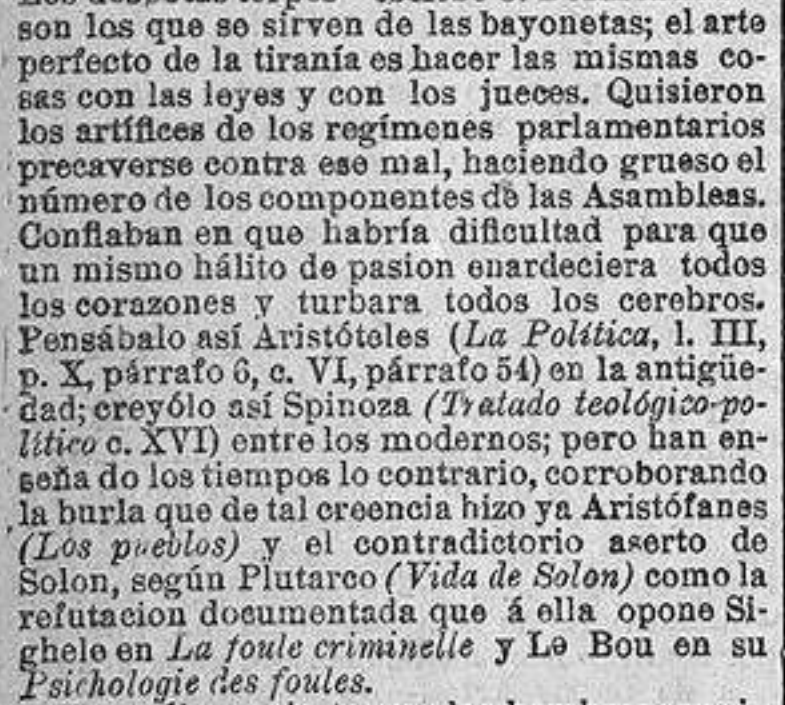 son los que se sirven de las bayonetas; el arte
perfecto de la tiranía es hacer las mismas co-
sas con las leyes y con los jueces. Quisieron
los artífices de los regímenes parlamentarios
precaverse contra ese mal, haciendo grueso el
número de los componentes de las Asambleas.
Confiaban en que habría dificultad para que
un mismo hálito de pasion enardeciera todos
los corazones y turbara todos los cerebros.
Pensábalo así Aristóteles (La Política, l. III,
p. X, párrafo 6, c. VI, párrafo 54) en la antigüe-
dad; creyólo así Spinoza (Tratado teológico-po-
lítico c. XVI) entre los modernos; pero han en-
seña do los tiempos lo contrario, corroborando
la burla que de tal creencia hizo ya Aristófanes
(Los pueblos) y el contradictorio aserto de
Solon, según Plutarco (Vida de Solon) como la
refutacion documentada que á ella opone Si-
ghele en La foule criminelle y Le Bou en su
Psichologie des foules.